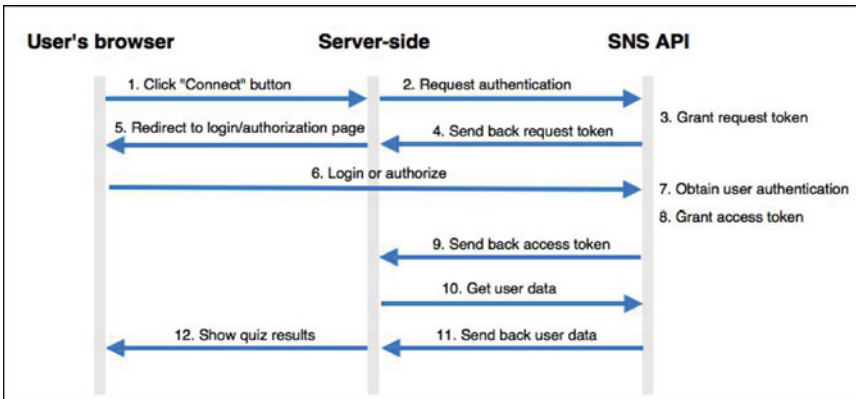 User's browser
Server-side
SNS API
1. Click "Connect" button
2. Request authentication
3. Grant request token
5. Redirect to login/authorization page
4. Send back request token
6. Login or authorize
7. Obtain user authentication
8. Grant access token
9. Send back access token
10. Get user data
12. Show quiz results
11. Send back user data